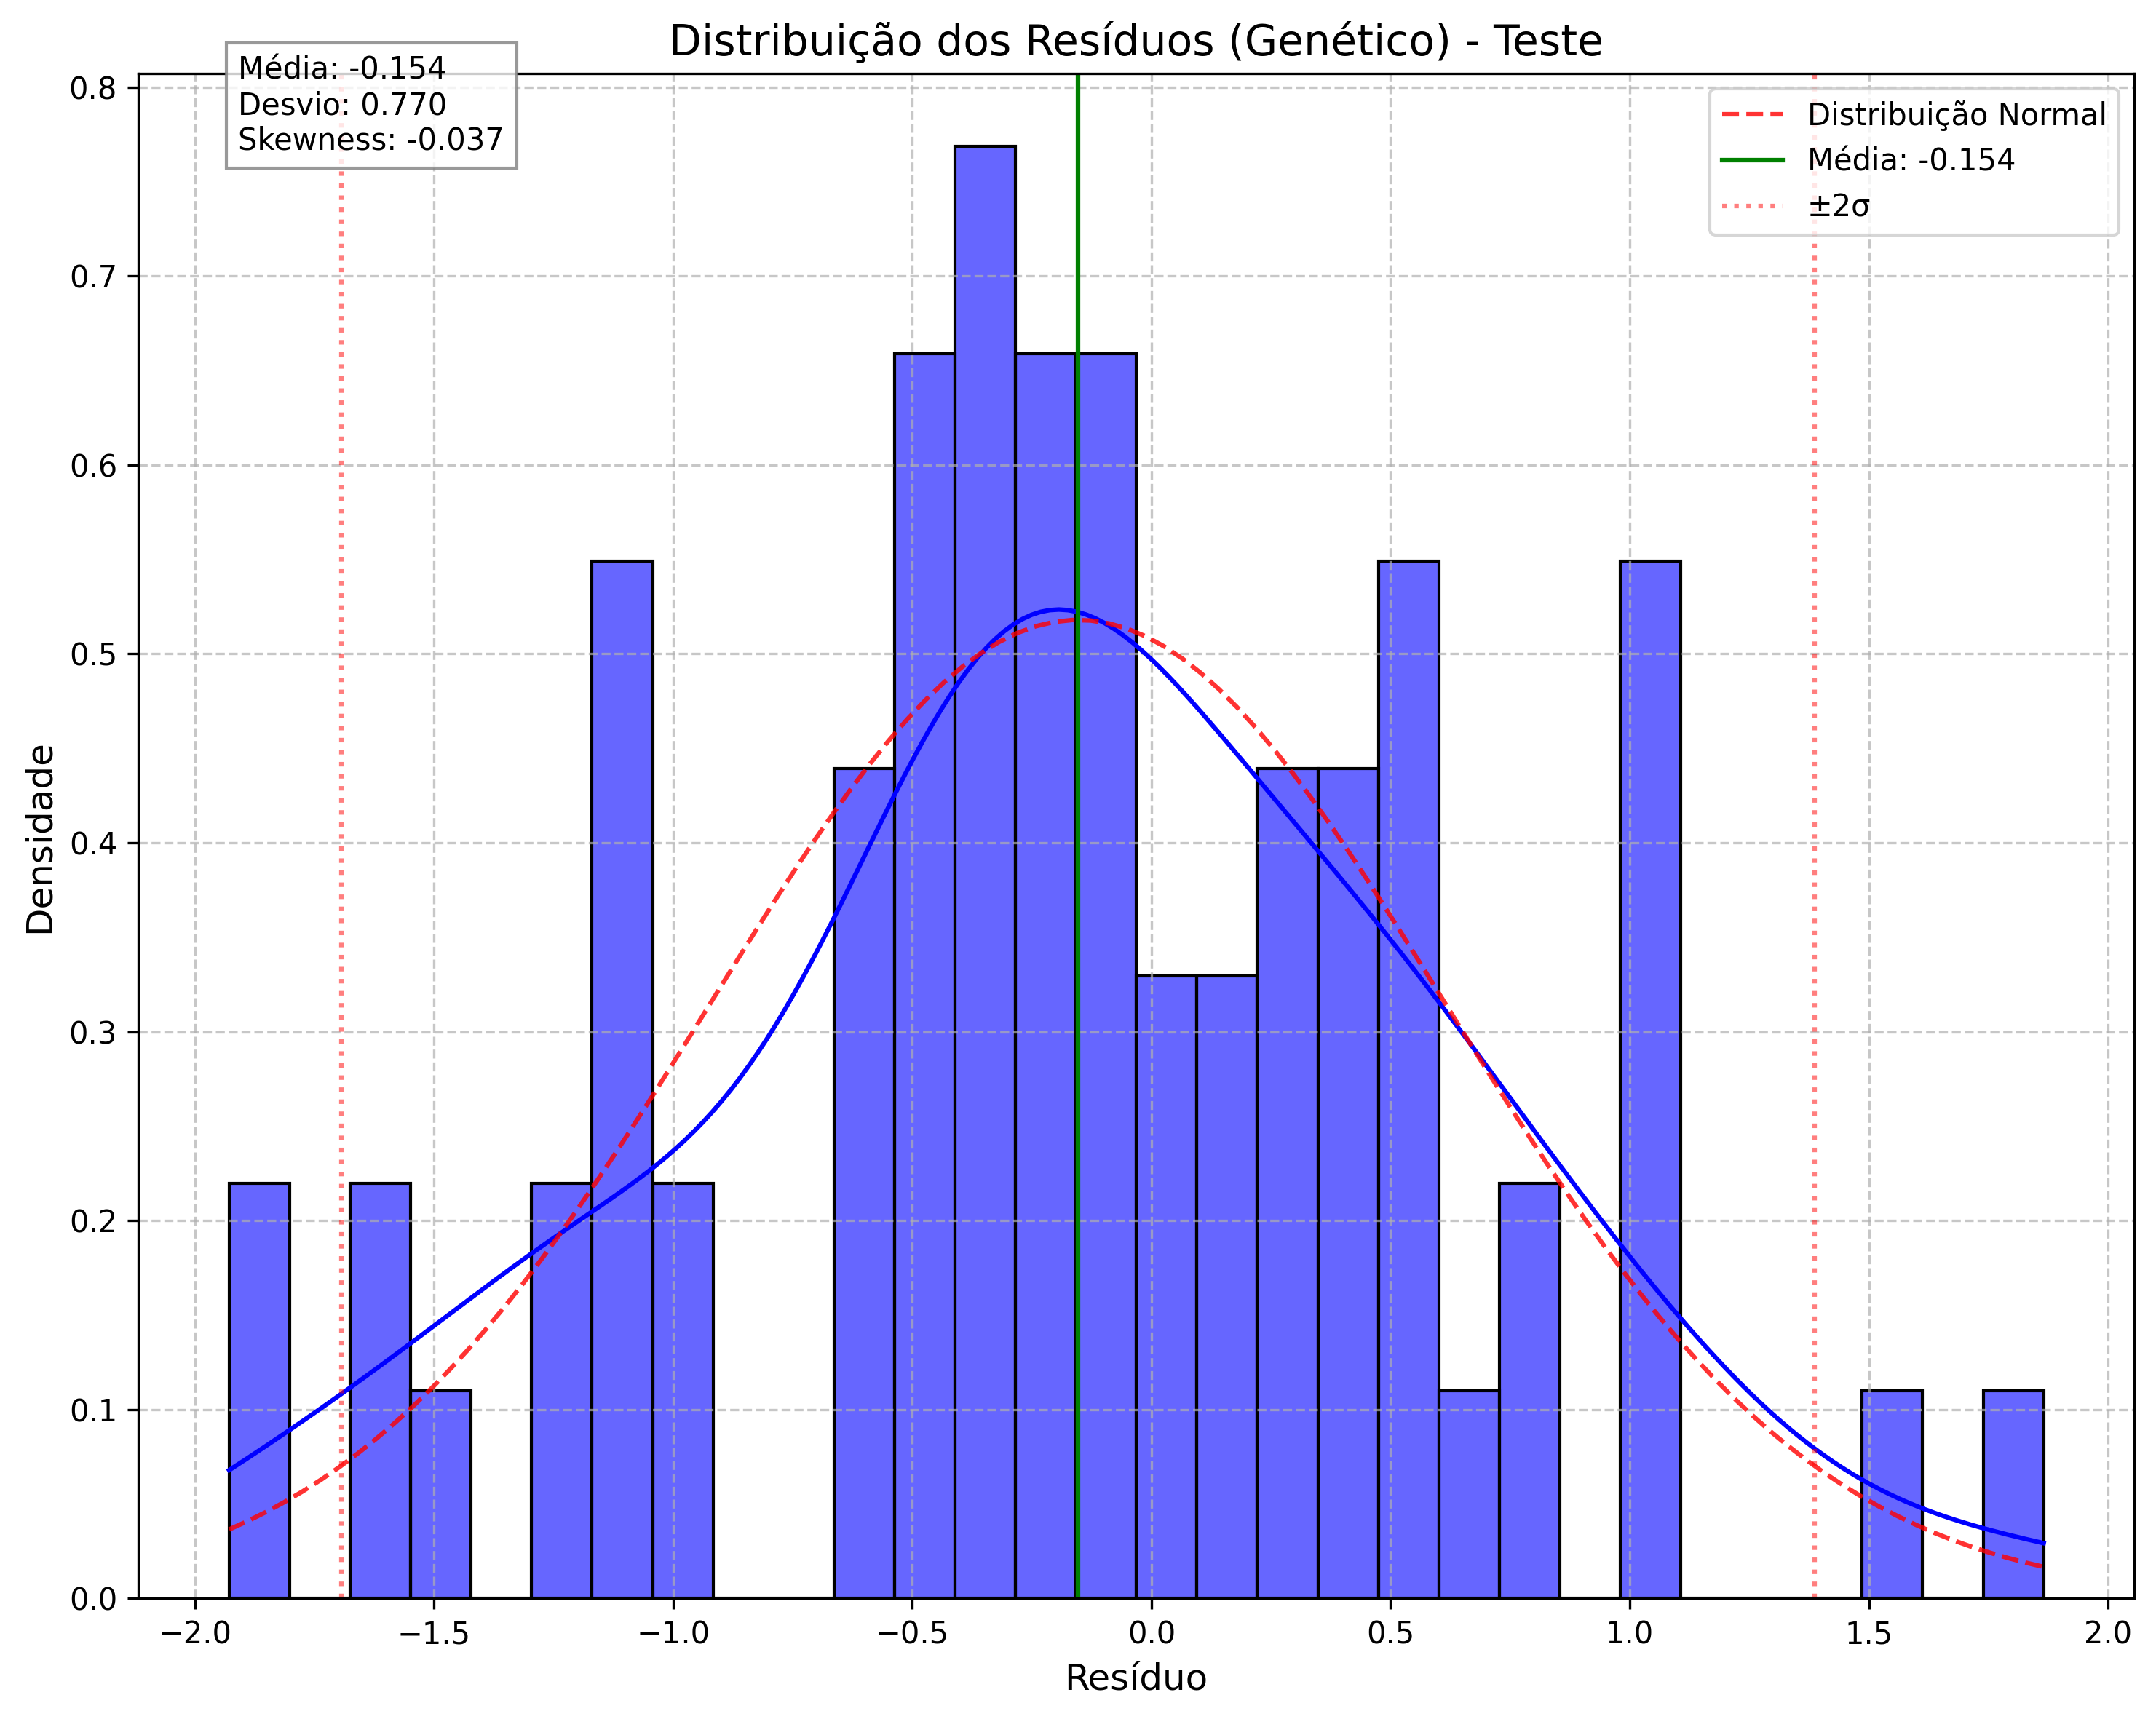 Distribuição dos Resíduos (Genético) - Teste
Média: -0.154
Desvio: 0.770
Skewness: -0.037
Distribuição Normal
Média: -0.154
±2σ
0.8
0.7
0.6
0.5
0.4
0.3
0.2
0.1
0.0
Densidade
−2.0 −1.5 −1.0 −0.5 0.0 0.5 1.0 1.5 2.0
Resíduo